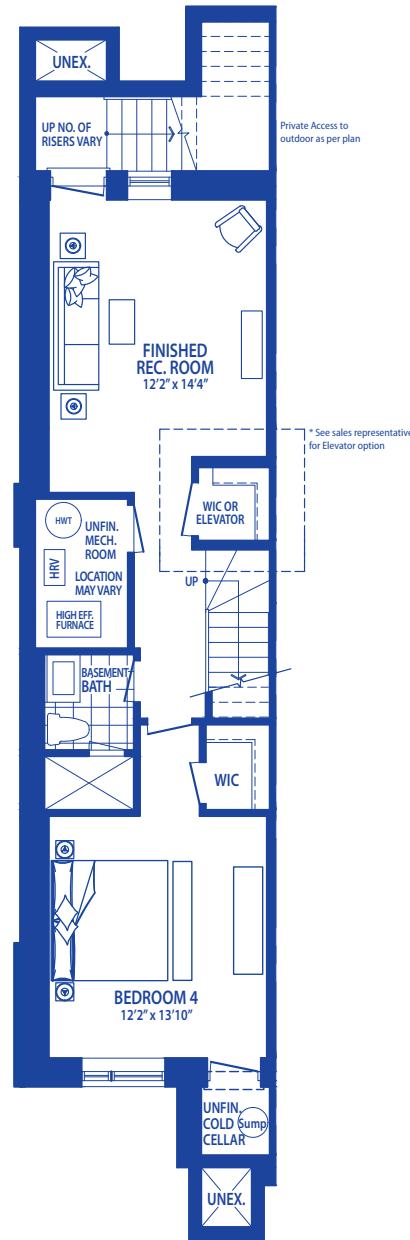 UNEX.
UP NO. OF
RISERS VARY
Private Access to
outdoor as per plan
FINISHED
REC. ROOM
12'2" x 14'4"
* See sales representative
for Elevator option
WIC OR
ELEVATOR
HWT
UNFIN.
MECH.
ROOM
HRV
LOCATION
MAY VARY
HIGH EFF.
FURNACE
UP
BASEMENT
BATH
WIC
BEDROOM 4
12'2" x 13'10"
UNFIN.
COLD
CELLAR
Sump
UNEX.